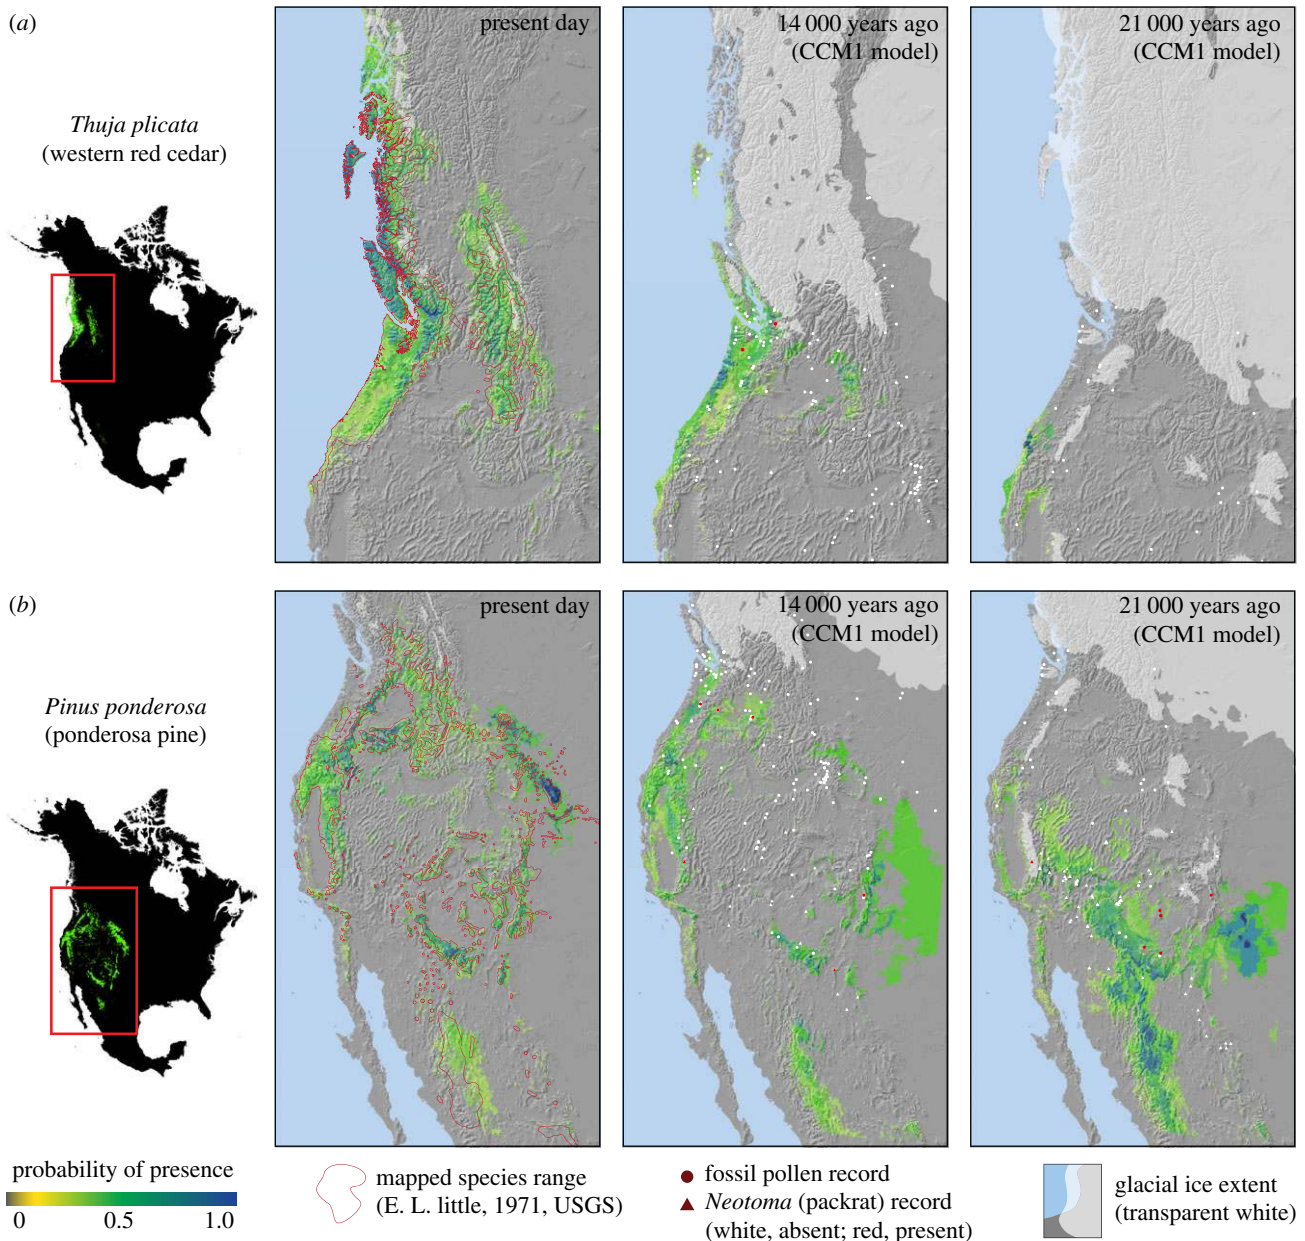 (a)
present day
14 000 years ago
(CCM1 model)
21 000 years ago
(CCM1 model)
Thuja plicata
(western red cedar)
(b)
present day
14 000 years ago
(CCM1 model)
21 000 years ago
(CCM1 model)
Pinus ponderosa
(ponderosa pine)
probability of presence
0
0.5
1.0
mapped species range
(E. L. little, 1971, USGS)
fossil pollen record
Neotoma (packrat) record
(white, absent; red, present)
glacial ice extent
(transparent white)